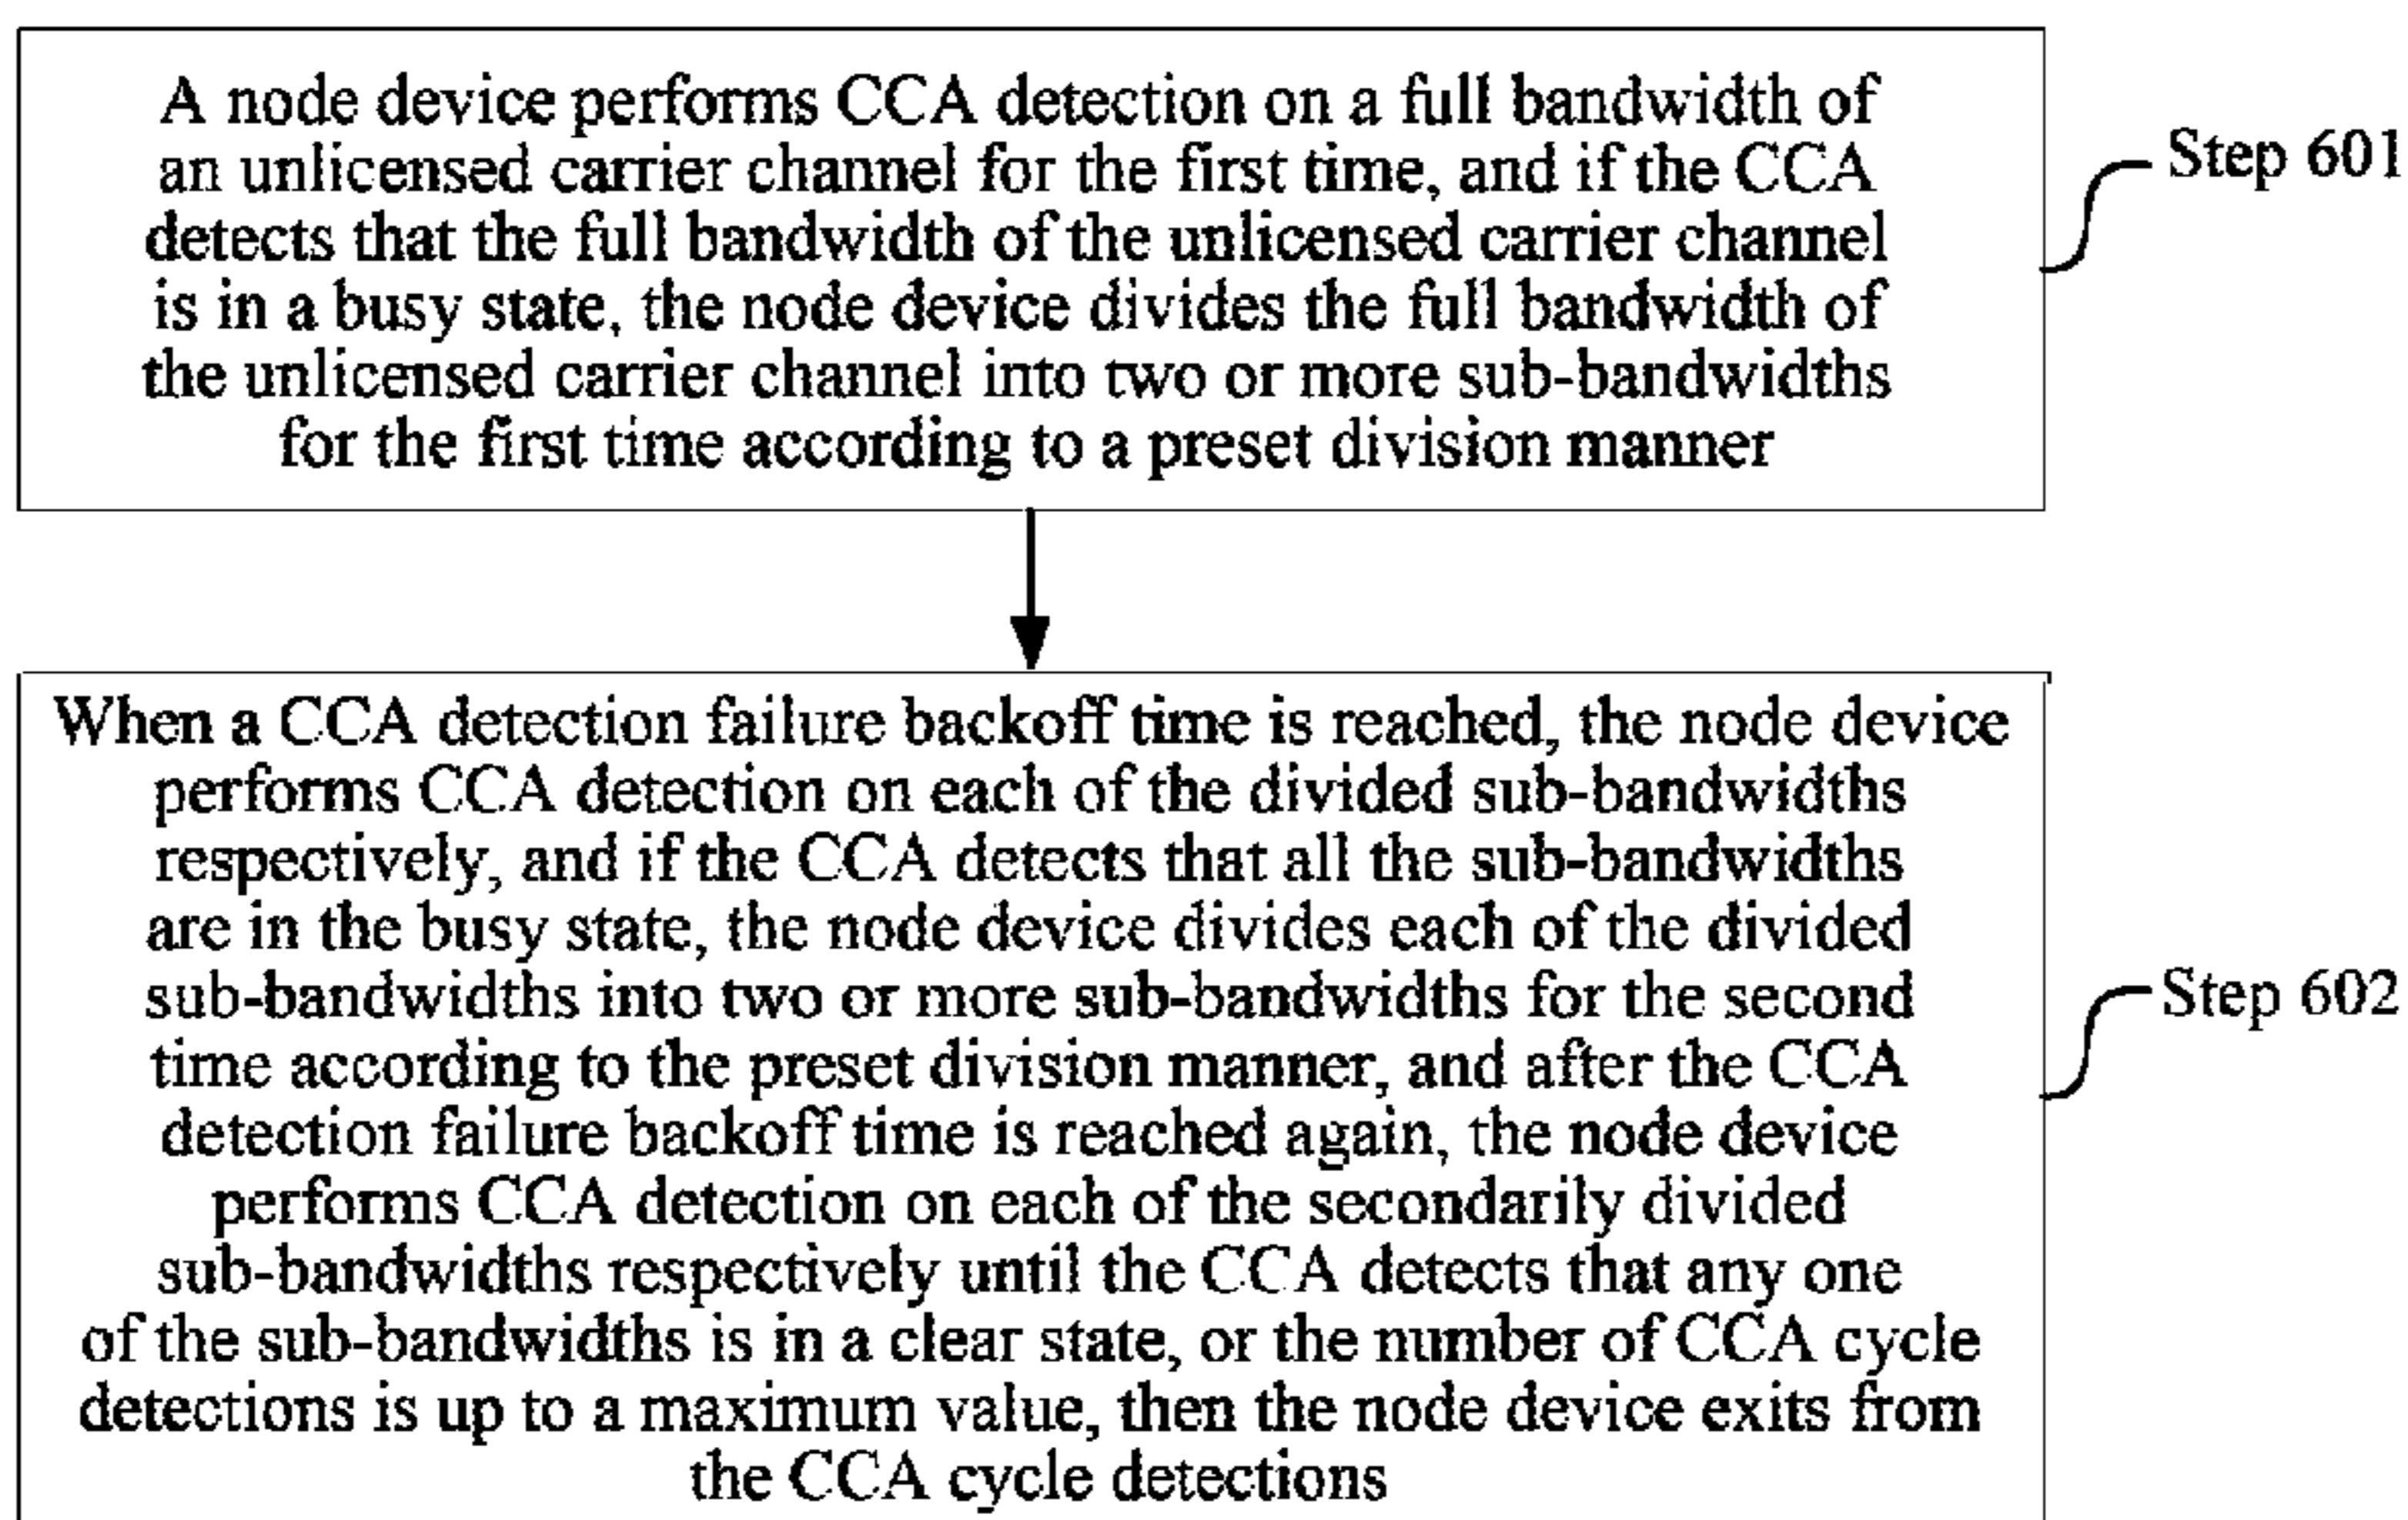 A node device performs CCA detection on a full bandwidth of
an unlicensed carrier channel for the first time, and if the CCA
detects that the full bandwidth of the unlicensed carrier channel
is in a busy state, the node device divides the full bandwidth of
the unlicensed carrier channel into two or more sub-bandwidths
for the first time according to a preset division manner
Step 601
When a CCA detection failure backoff time is reached, the node device
performs CCA detection on each of the divided sub-bandwidths
respectively, and if the CCA detects that all the sub-bandwidths
are in the busy state, the node device divides each of the divided
sub-bandwidths into two or more sub-bandwidths for the second
time according to the preset division manner, and after the CCA
detection failure backoff time is reached again, the node device
performs CCA detection on each of the secondarily divided
sub-bandwidths respectively until the CCA detects that any one
of the sub-bandwidths is in a clear state, or the number of CCA cycle
detections is up to a maximum value, then the node device exits from
the CCA cycle detections
Step 602